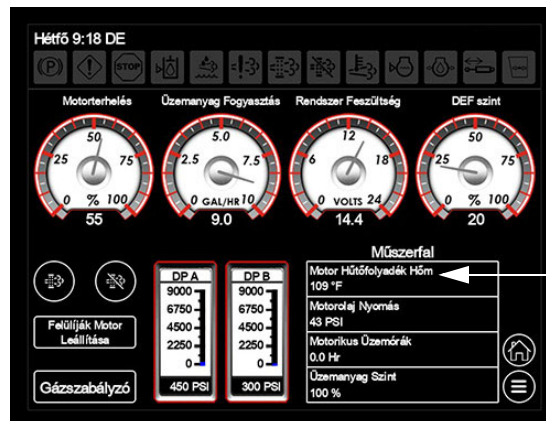 Hétfő 9:18 DE
(P)
STOP
Motorterhelés
Üzemanyag Fogyasztás
Rendszer Feszültség
DEF szint
50
25 75
0 % 100
55
5.0
2.5 7.5
0 GAL/HR 10
9.0
12
6 18
0 VOLTS 24
14.4
50
25 75
0 % 100
20
Műszerfal
Motor Hűtőfolyadék Hőm
109 °F
Motorolaj Nyomás
43 PSI
Motorikus Üzemórák
0.0 Hr
Üzemanyag Szint
100 %
DP A
9000
6750
4500
2250
0
450 PSI
DP B
9000
6750
4500
2250
0
300 PSI
Felülíják Motor
Leállítása
Gázszabályzó